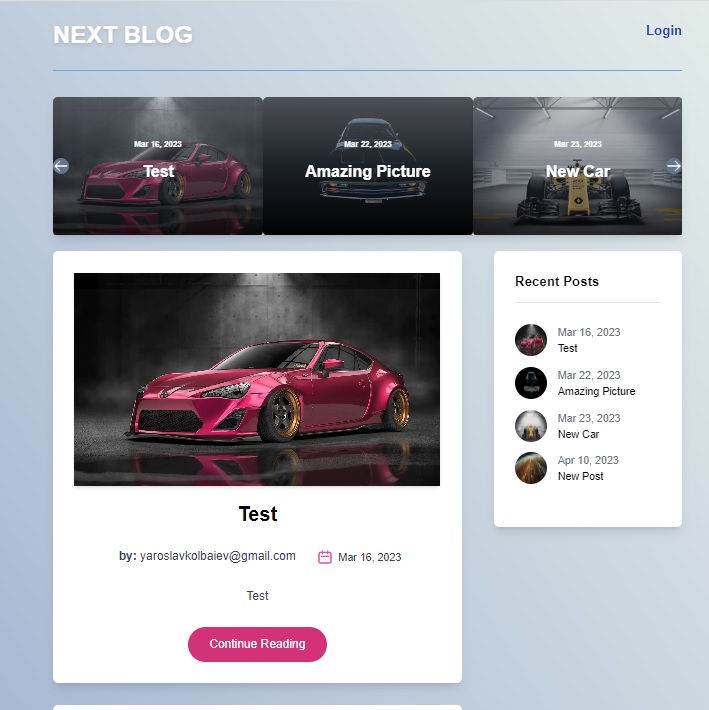 NEXT BLOG
Login
Mar 16, 2023
Test
Mar 22, 2023
Amazing Picture
Mar 23, 2023
New Car
Test
by: yaroslavkolbaiev@gmail.com Mar 16, 2023
Test
Continue Reading
Recent Posts
Mar 16, 2023
Test
Mar 22, 2023
Amazing Picture
Mar 23, 2023
New Car
Apr 10, 2023
New Post